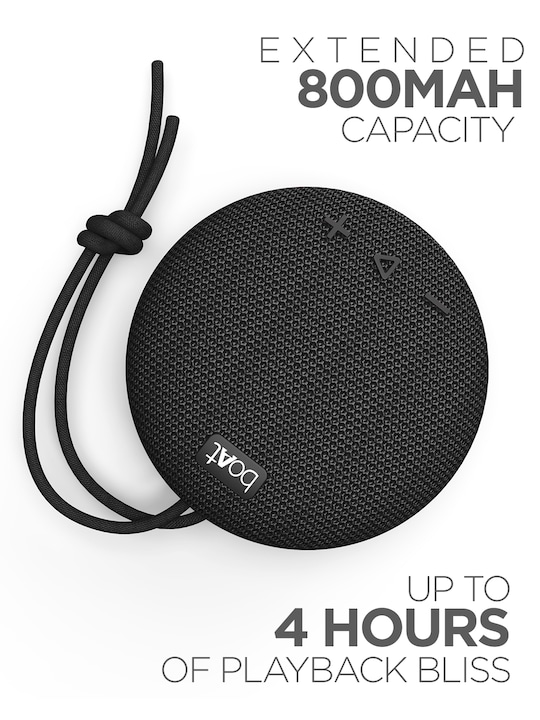 EXTENDED
800MAH
CAPACITY
boAt
UP TO
4 HOURS
OF PLAYBACK BLISS